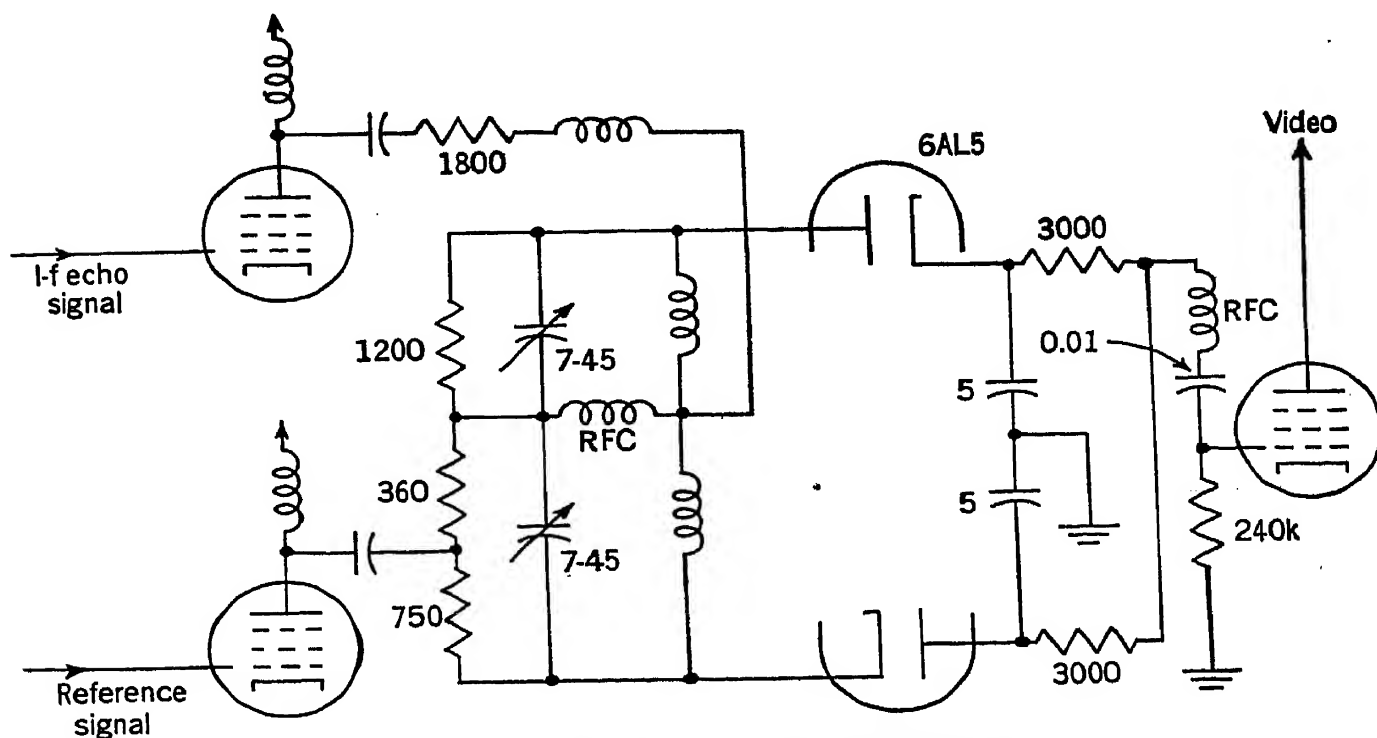 Video
6AL5
3000
1800
I-f echo
signal
RFC
0.01
1200
7-45
5
RFC
360
5
240k
7-45
750
3000
Reference
signal